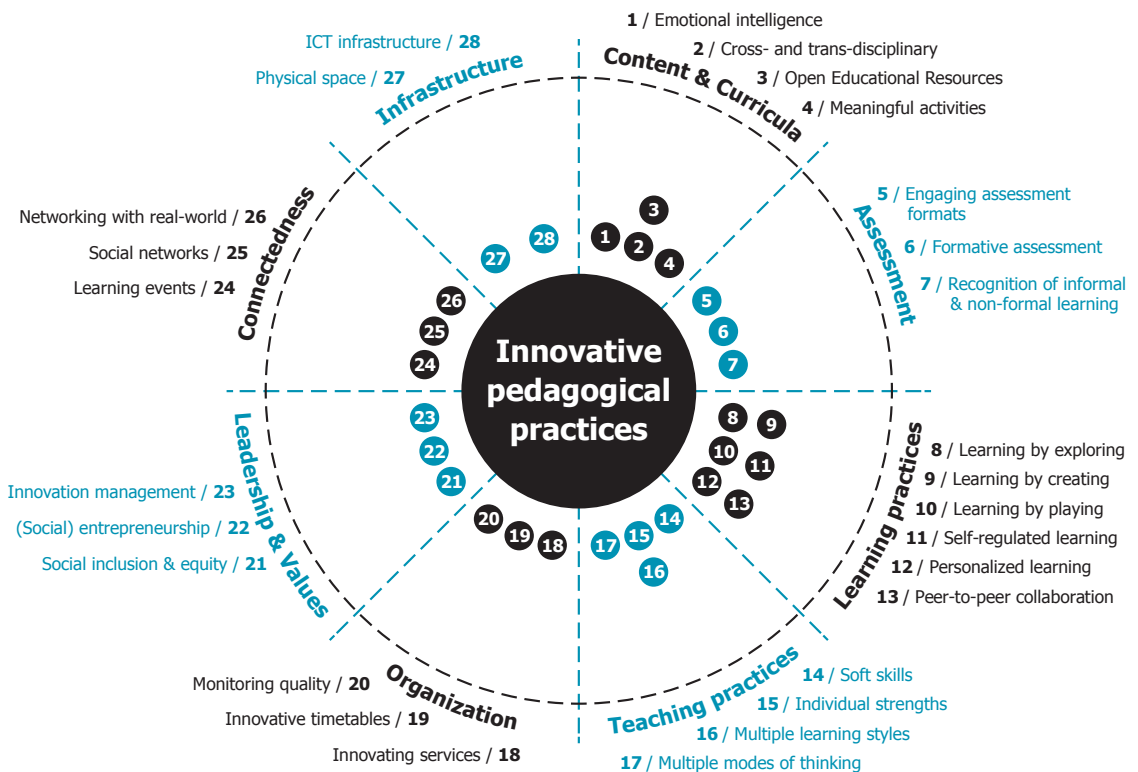 1 / Emotional intelligence
2 / Cross- and trans-disciplinary
3 / Open Educational Resources
4 / Meaningful activities
Content & Curricula
5 / Engaging assessment
formats
6 / Formative assessment
7 / Recognition of informal
& non-formal learning
Assessment
8 / Learning by exploring
9 / Learning by creating
10 / Learning by playing
11 / Self-regulated learning
12 / Personalized learning
13 / Peer-to-peer collaboration
Learning practices
14 / Soft skills
15 / Individual strengths
16 / Multiple learning styles
17 / Multiple modes of thinking
Teaching practices
Organization
Monitoring quality / 20
Innovative timetables / 19
Innovating services / 18
Leadership & Values
Innovation management / 23
(Social) entrepreneurship / 22
Social inclusion & equity / 21
Connectedness
Networking with real-world / 26
Social networks / 25
Learning events / 24
Infrastructure
ICT infrastructure / 28
Physical space / 27
Innovative
pedagogical
practices
1
2
3
4
5
6
7
8
9
10
11
12
13
14
15
16
17
18
19
20
21
22
23
24
25
26
27
28